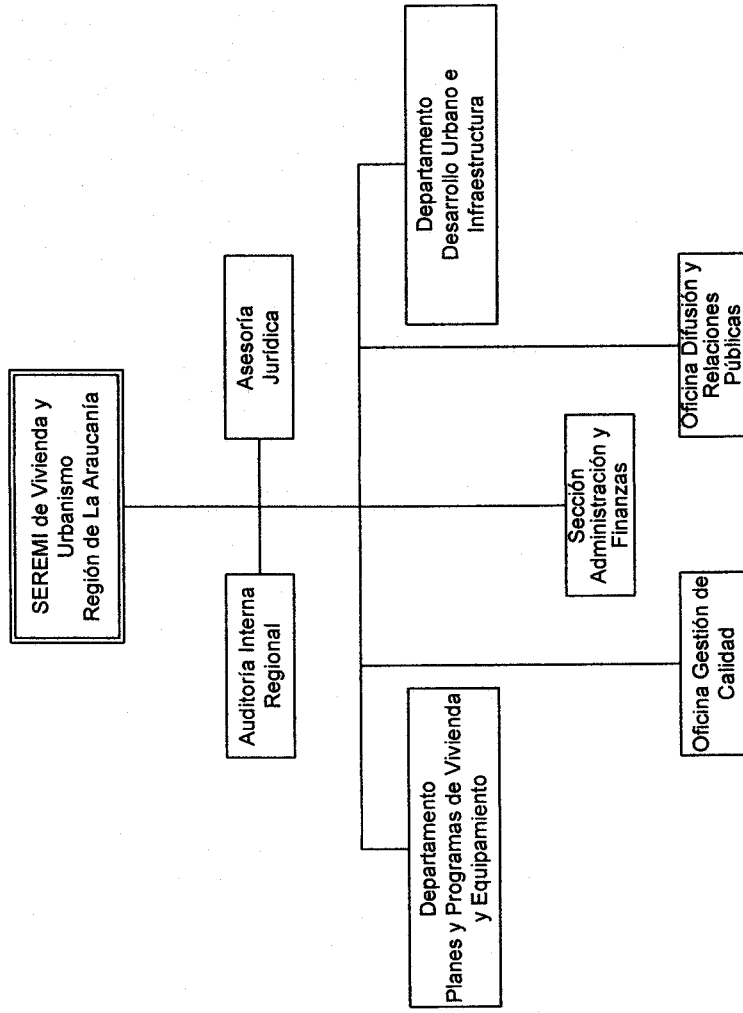 SEREMI de Vivienda y
Urbanismo
Región de La Araucanía
Auditoría Interna
Regional
Asesoría
Jurídica
Departamento
Planes y Programas de Vivienda
y Equipamiento
Departamento
Desarrollo Urbano e
Infraestructura
Sección
Administración y
Finanzas
Oficina Gestión de
Calidad
Oficina Difusión y
Relaciones
Públicas